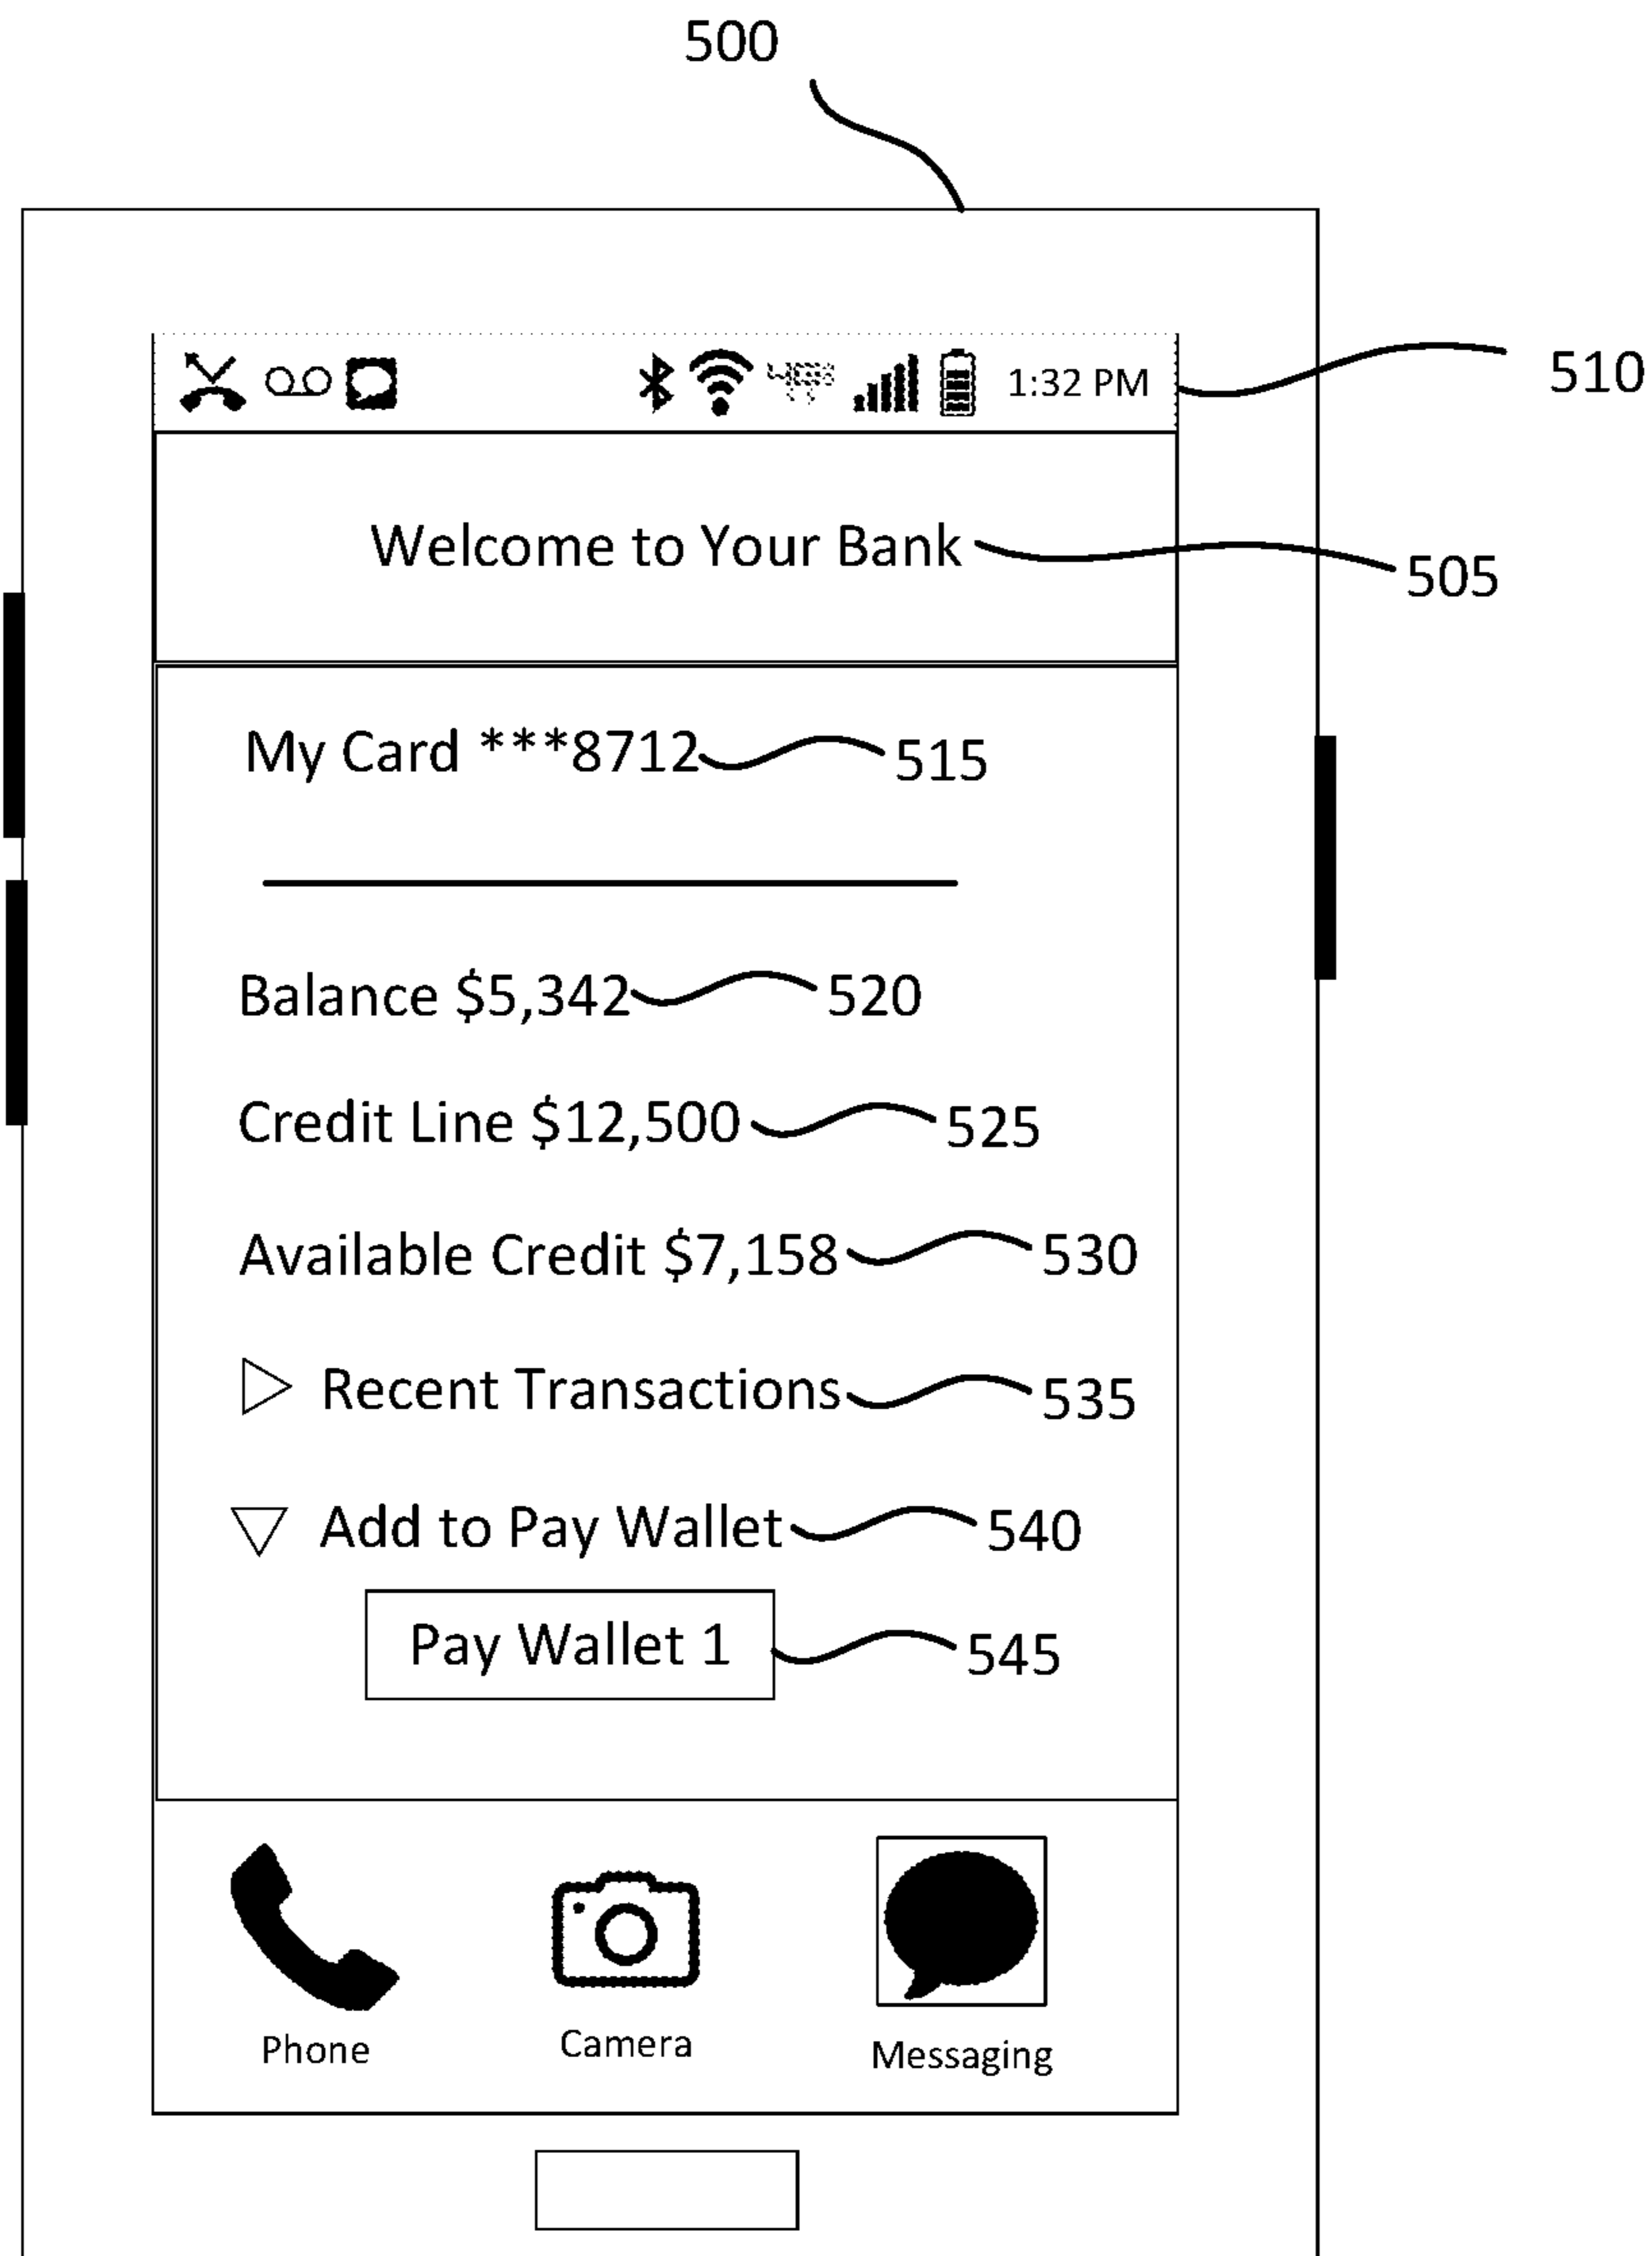 500
1:32 PM
510
Welcome to Your Bank
505
My Card ***8712
515
Balance $5,342
520
Credit Line $12,500
525
Available Credit $7,158
530
Recent Transactions
535
Add to Pay Wallet
540
Pay Wallet 1
545
Phone
Camera
Messaging